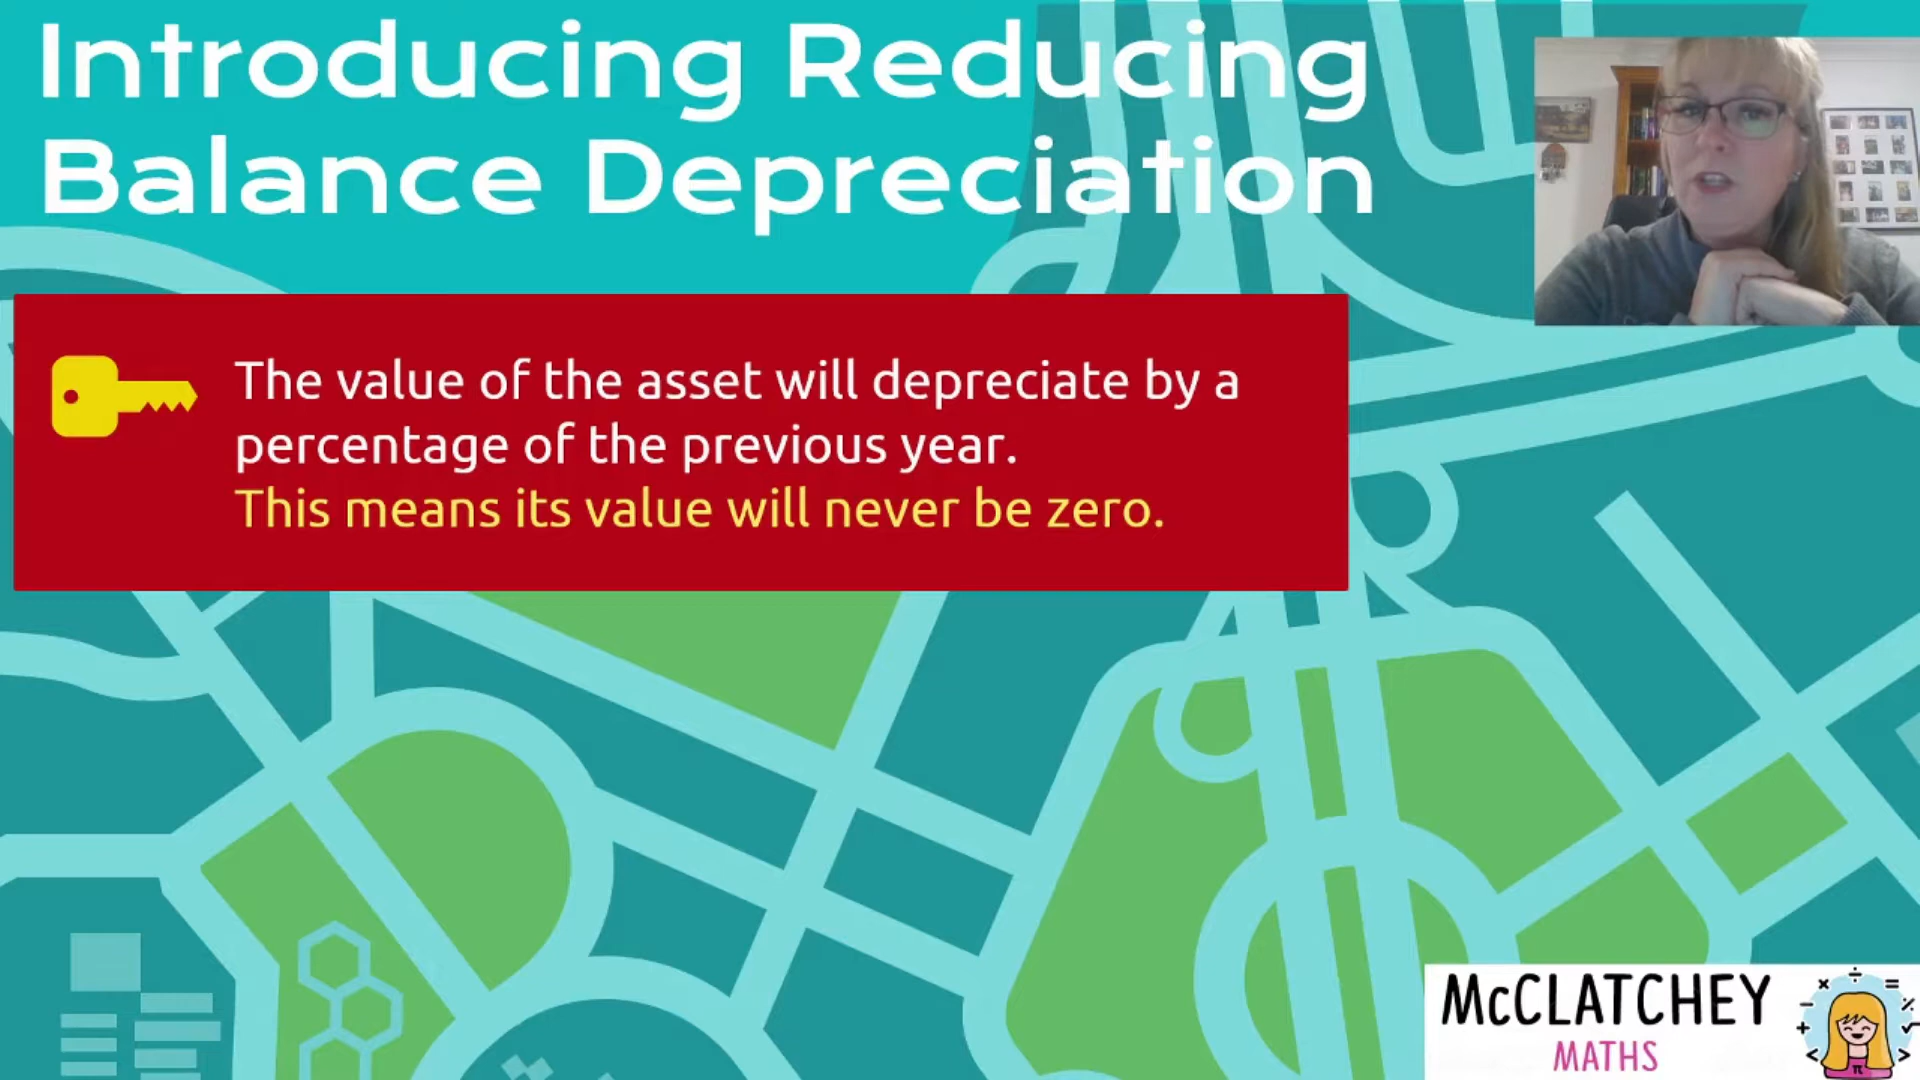 Introducing Reducing
Balance Depreciation
The value of the asset will depreciate by a
percentage of the previous year.
This means its value will never be zero.
McCLATCHEY
MATHS